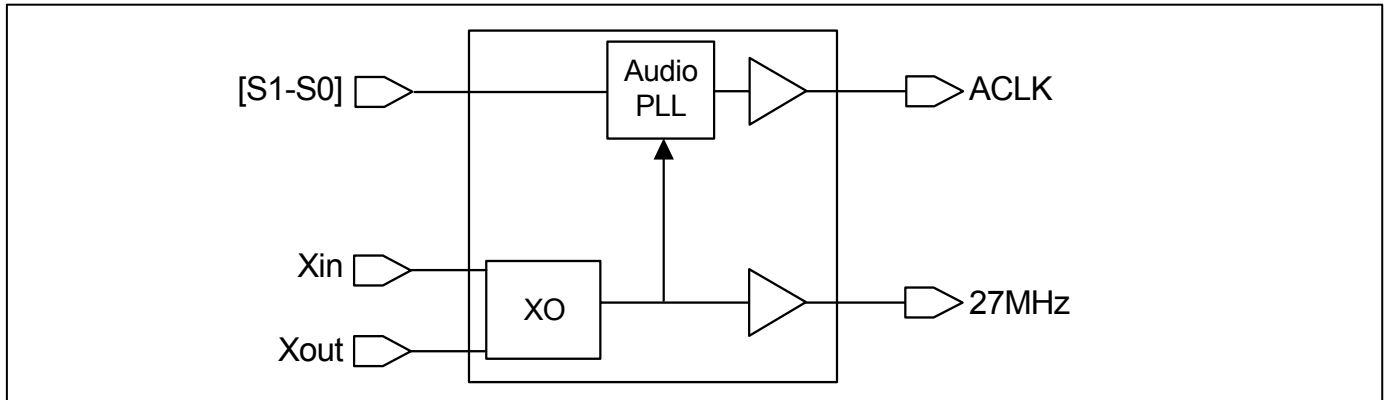 [S1-S0]
Audio
PLL
ACLK
Xin
XO
27MHz
Xout